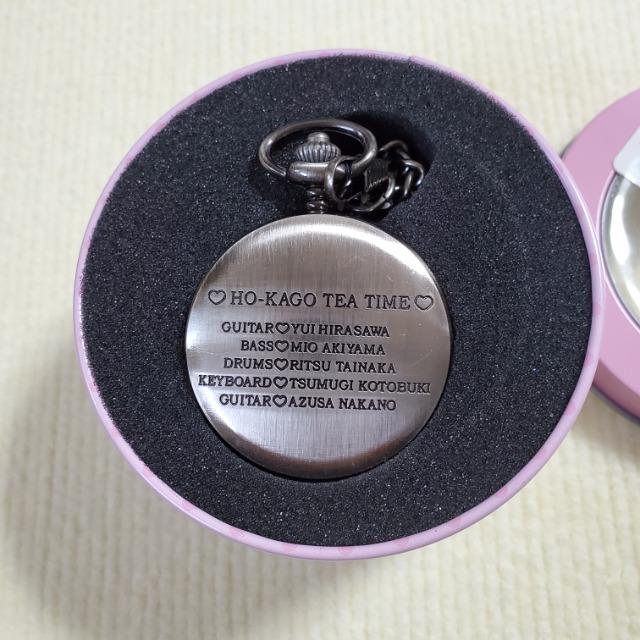 ♡ HO-KAGO TEA TIME ♡
GUITAR♡YUI HIRASAWA
BASS♡MIO AKIYAMA
DRUMS♡RITSU TAINAKA
KEYBOARD♡TSUMUGI KOTOBUKI
GUITAR♡AZUSA NAKANO